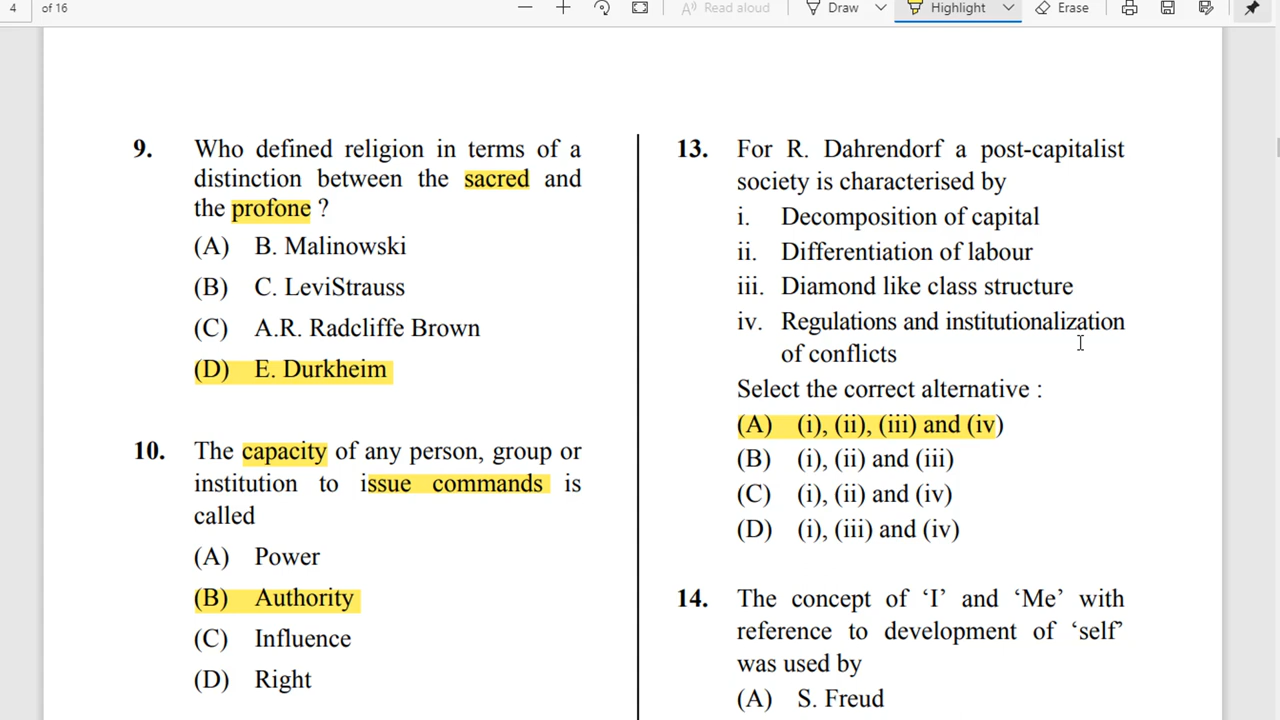 4 of 16
Read aloud
Draw
Highlight
Erase
9. Who defined religion in terms of a
distinction between the sacred and
the profone ?
(A) B. Malinowski
(B) C. LeviStrauss
(C) A.R. Radcliffe Brown
(D) E. Durkheim
10. The capacity of any person, group or
institution to issue commands is
called
(A) Power
(B) Authority
(C) Influence
(D) Right
13. For R. Dahrendorf a post-capitalist
society is characterised by
i. Decomposition of capital
ii. Differentiation of labour
iii. Diamond like class structure
iv. Regulations and institutionalization
of conflicts
Select the correct alternative :
(A) (i), (ii), (iii) and (iv)
(B) (i), (ii) and (iii)
(C) (i), (ii) and (iv)
(D) (i), (iii) and (iv)
14. The concept of ‘I’ and ‘Me’ with
reference to development of ‘self’
was used by
(A) S. Freud